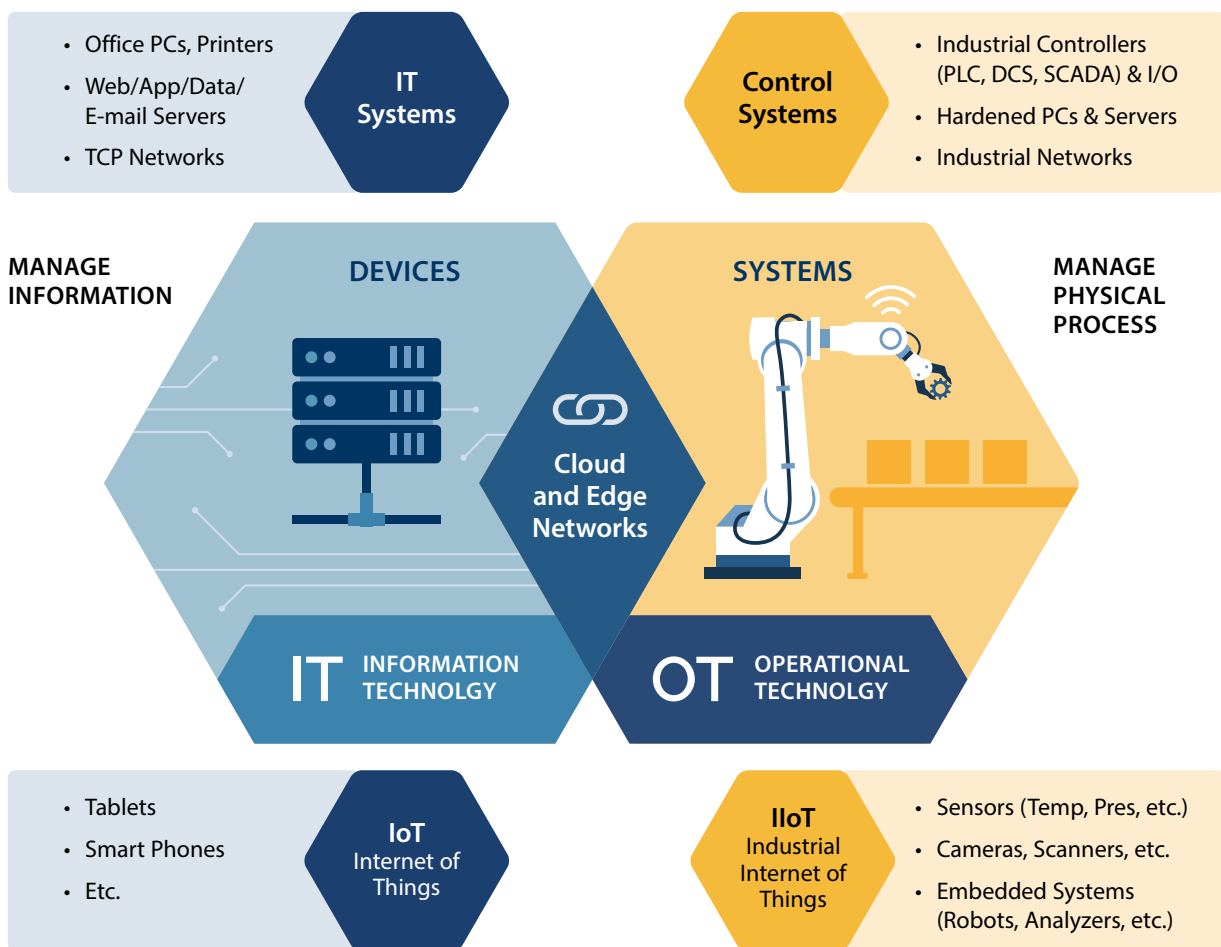 • Office PCs, Printers
• Web/App/Data/
E-mail Servers
• TCP Networks
IT
Systems
Control
Systems
• Industrial Controllers
(PLC, DCS, SCADA) & I/O
• Hardened PCs & Servers
• Industrial Networks
MANAGE
INFORMATION
DEVICES
SYSTEMS
MANAGE
PHYSICAL
PROCESS
Cloud
and Edge
Networks
IT
INFORMATION
TECHNOLGY
OT
OPERATIONAL
TECHNOLGY
• Tablets
• Smart Phones
• Etc.
IoT
Internet of
Things
IIoT
Industrial
Internet of
Things
• Sensors (Temp, Pres, etc.)
• Cameras, Scanners, etc.
• Embedded Systems
(Robots, Analyzers, etc.)